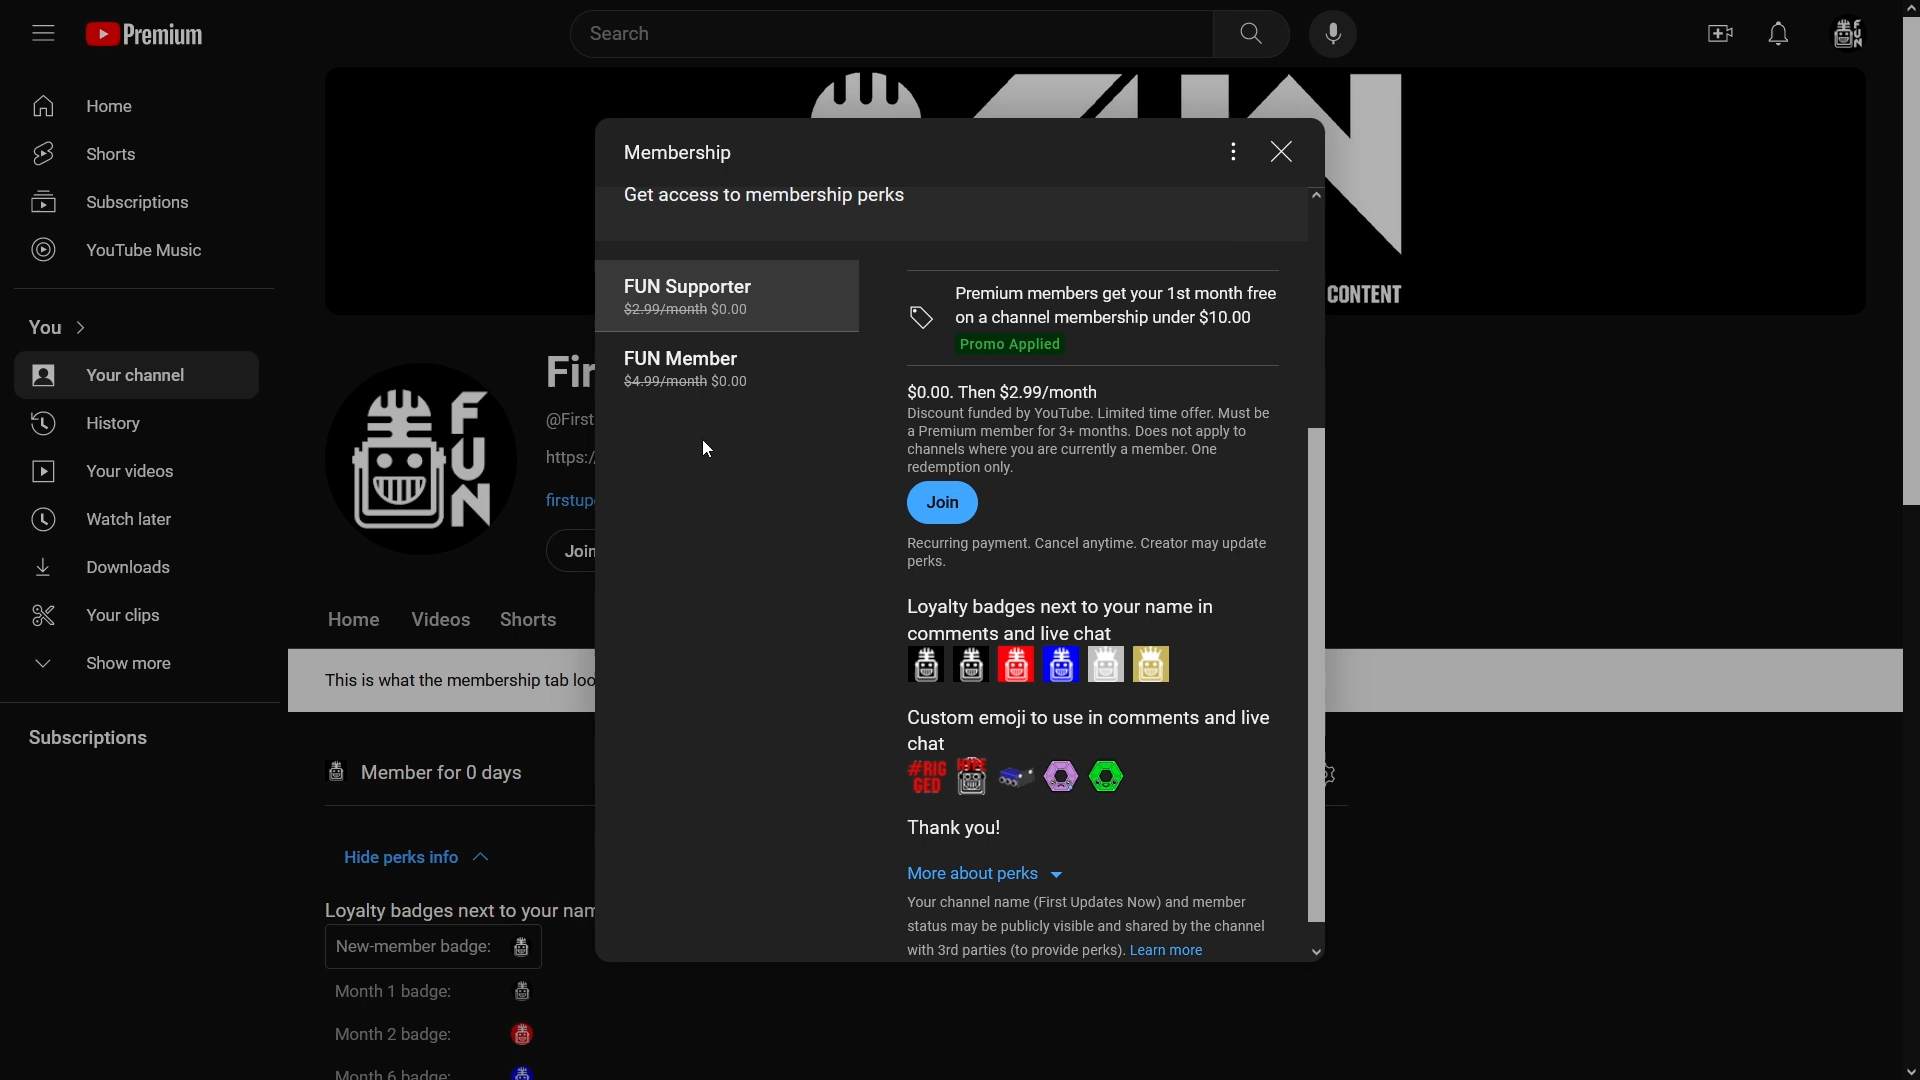 Premium
Search
FUN
Home
Shorts
Subscriptions
YouTube Music
You
Your channel
History
Your videos
Watch later
Downloads
Your clips
Show more
Subscriptions
CONTENT
FUN
Fir
@First
https:/
firstup
Join
Home
Videos
Shorts
This is what the membership tab loo
Member for 0 days
Hide perks info
Loyalty badges next to your nam
New-member badge:
Month 1 badge:
Month 2 badge:
Month 6 badge:
Membership
Get access to membership perks
FUN Supporter
$2.99/month $0.00
FUN Member
$4.99/month $0.00
Premium members get your 1st month free
on a channel membership under $10.00
Promo Applied
$0.00. Then $2.99/month
Discount funded by YouTube. Limited time offer. Must be
a Premium member for 3+ months. Does not apply to
channels where you are currently a member. One
redemption only.
Join
Recurring payment. Cancel anytime. Creator may update
perks.
Loyalty badges next to your name in
comments and live chat
Custom emoji to use in comments and live
chat
#RIG
GED
HYPE
Thank you!
More about perks
Your channel name (First Updates Now) and member
status may be publicly visible and shared by the channel
with 3rd parties (to provide perks). Learn more